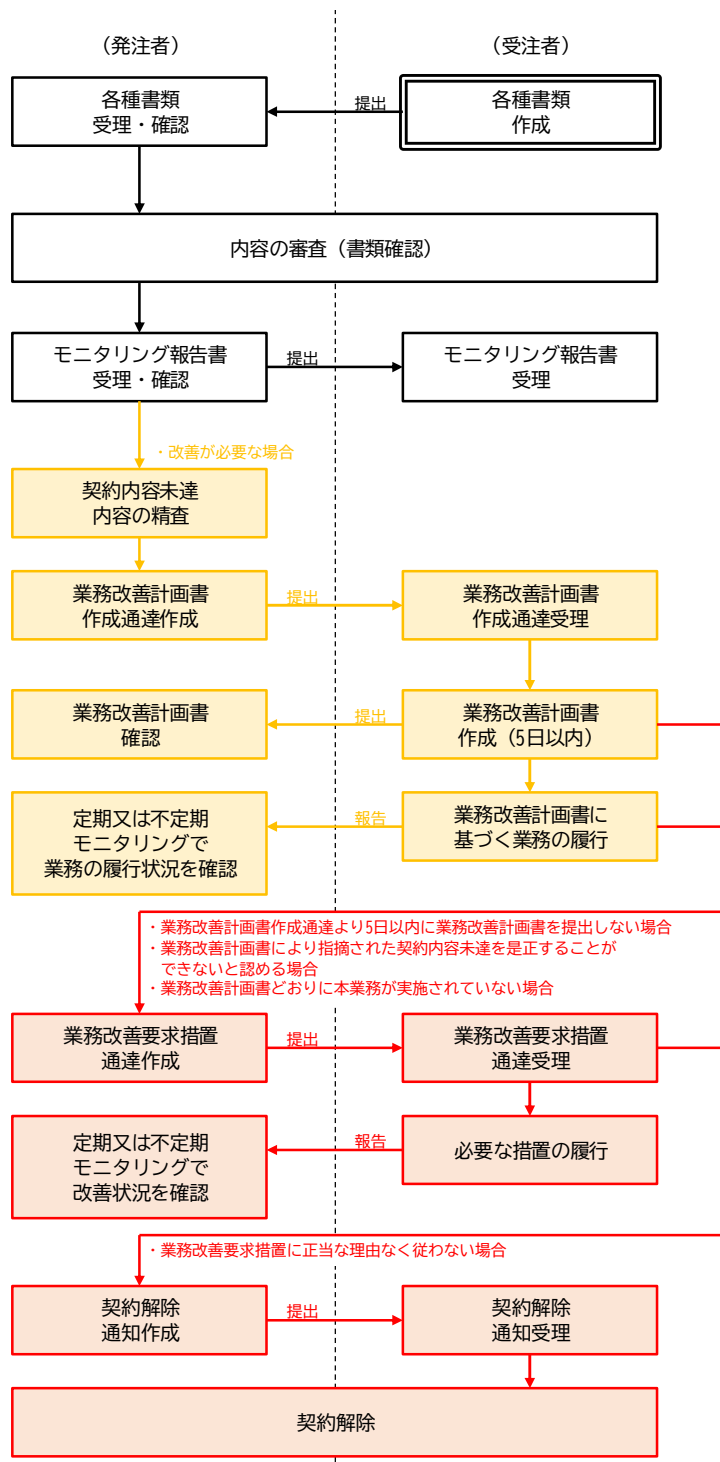 （発注者）
（受注者）
各種書類
受理・確認
提出
各種書類
作成
内容の審査（書類確認）
モニタリング報告書
受理・確認
提出
モニタリング報告書
受理
・改善が必要な場合
契約内容未達
内容の精査
業務改善計画書
作成通達作成
提出
業務改善計画書
作成通達受理
業務改善計画書
確認
提出
業務改善計画書
作成（5日以内）
定期又は不定期
モニタリングで
業務の履行状況を確認
報告
業務改善計画書に
基づく業務の履行
・業務改善計画書作成通達より5日以内に業務改善計画書を提出しない場合
・業務改善計画書により指摘された契約内容未達を是正することが
できないと認める場合
・業務改善計画書どおりに本業務が実施されていない場合
業務改善要求措置
通達作成
提出
業務改善要求措置
通達受理
定期又は不定期
モニタリングで
改善状況を確認
報告
必要な措置の履行
・業務改善要求措置に正当な理由なく従わない場合
契約解除
通知作成
提出
契約解除
通知受理
契約解除